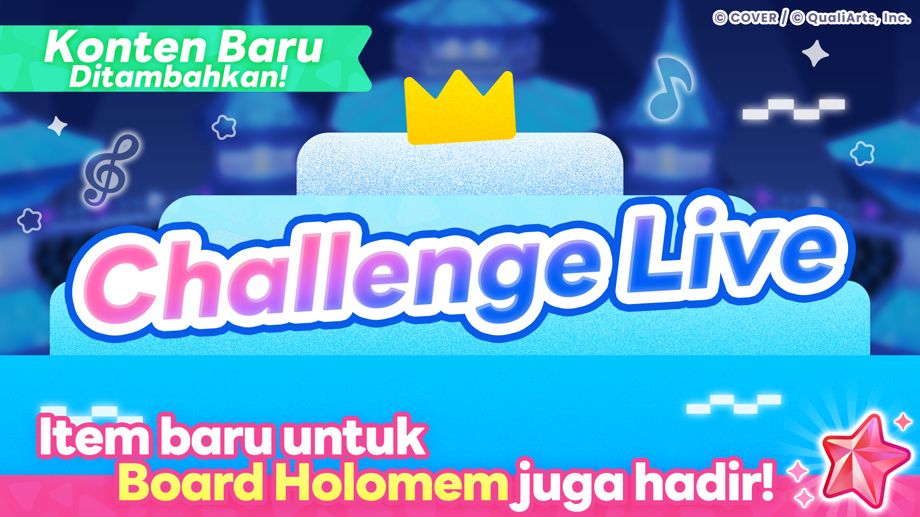 © COVER / © QualiArts, Inc.
Konten Baru
Ditambahkan!
Challenge Live
Item baru untuk
Board Holomem juga hadir!